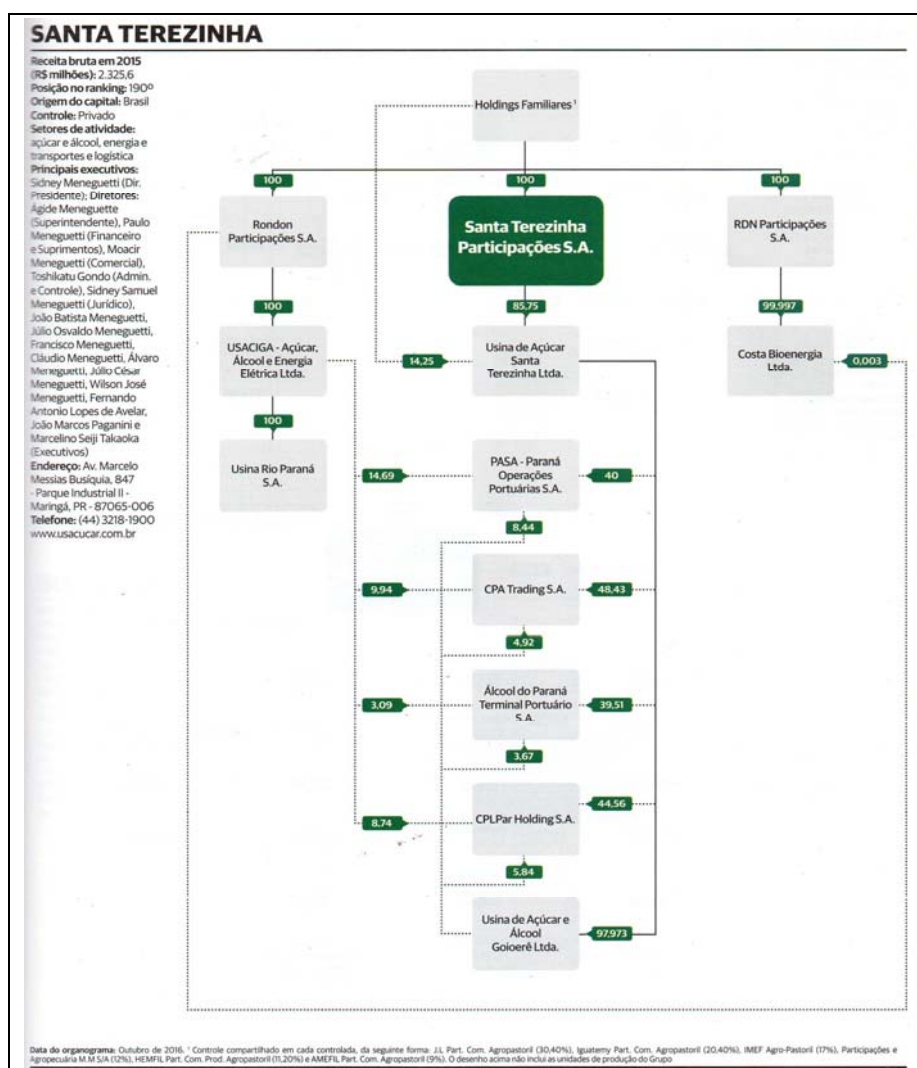 SANTA TEREZINHA
Receita bruta em 2015
(R$ milhões): 2.325,6
Posição no ranking: 190º
Origem do capital: Brasil
Controle: Privado
Setores de atividade:
açúcar e álcool, energia e
transportes e logística
Principais executivos:
Sidney Meneguetti (Dir.
Presidente); Diretores:
Ágide Meneguette
(Superintendente), Paulo
Meneguetti (Financeiro
e Suprimentos), Moacir
Meneguetti (Comercial),
Toshikatu Gondo (Admin.
e Controle), Sidney Samuel
Meneguetti (Jurídico),
João Batista Meneguetti,
Júlio Osvaldo Meneguetti,
Francisco Meneguetti,
Cláudio Meneguetti, Álvaro
Meneguetti, Júlio César
Meneguetti, Wilson José
Meneguetti, Fernando
Antonio Lopes de Avelar,
João Marcos Paganini e
Marcelino Seiji Takaoka
(Executivos)
Endereço: Av. Marcelo
Messias Busíquia, 847
- Parque Industrial II -
Maringá, PR - 87065-006
Telefone: (44) 3218-1900
www.usacucar.com.br
Holdings Familiares ¹
100
100
100
Rondon
Participações S.A.
Santa Terezinha
Participações S.A.
RDN Participações
S.A.
100
85,75
99,997
USACIGA - Açúcar,
Álcool e Energia
Elétrica Ltda.
14,25
Usina de Açúcar
Santa
Terezinha Ltda.
Costa Bioenergia
Ltda.
0,003
100
Usina Rio Paraná
S.A.
14,69
PASA - Paraná
Operações
Portuárias S.A.
40
8,44
9,94
CPA Trading S.A.
48,43
4,92
3,09
Álcool do Paraná
Terminal Portuário
S.A.
39,51
3,67
8,74
CPLPar Holding S.A.
44,56
5,84
Usina de Açúcar e
Álcool
Goioerê Ltda.
97,973
Data do organograma: Outubro de 2016. ¹ Controle compartilhado em cada controlada, da seguinte forma: J.L Part. Com. Agropastoril (30,40%), Iguatemy Part. Com. Agropastoril (20,40%), IMEF Agro-Pastoril (17%), Participações e
Agropecuária M.M S/A (12%), HEMFIL Part. Com. Prod. Agropastoril (11,20%) e AMEFIL Part. Com. Agropastoril (9%). O desenho acima não inclui as unidades de produção do Grupo